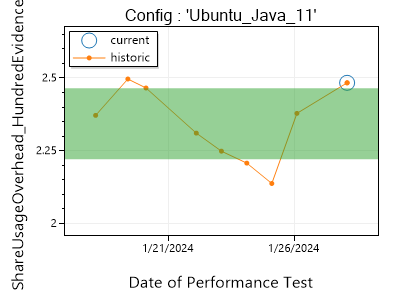 Config : 'Ubuntu_Java_11'
current
historic
ShareUsageOverhead_HundredEvidence
2.5
2.25
2
1/21/2024
1/26/2024
Date of Performance Test